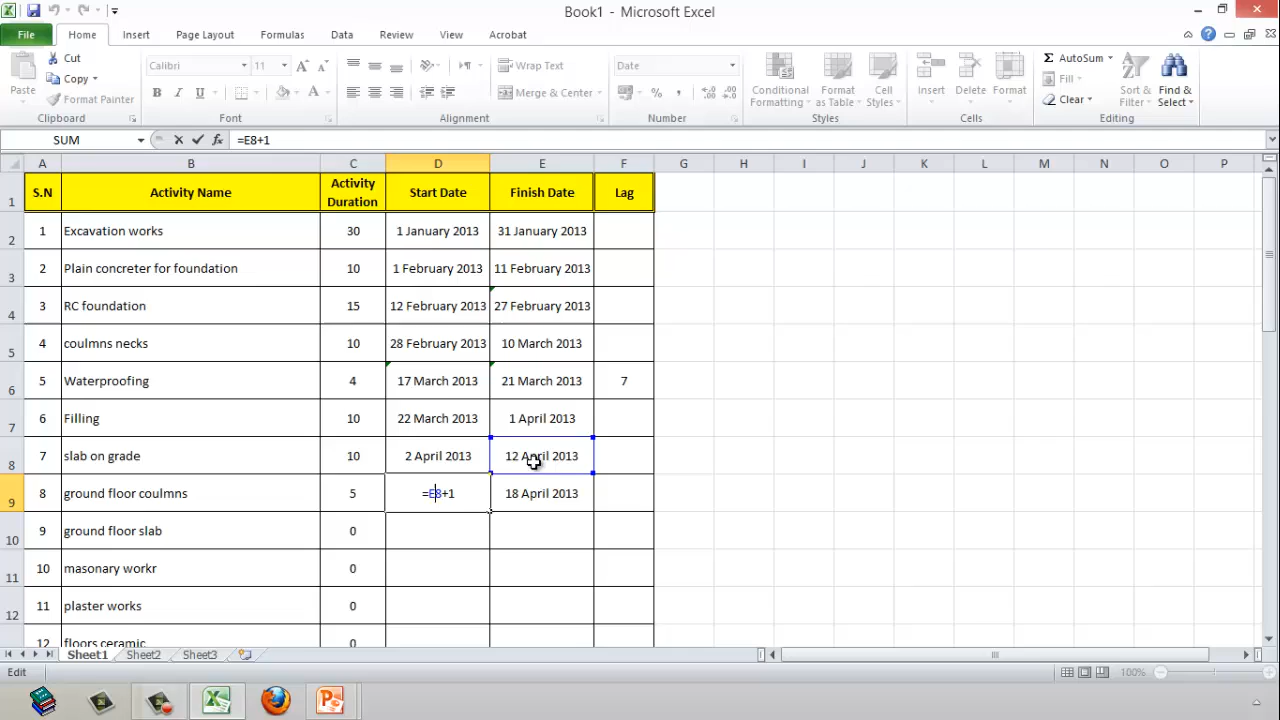 Book1 - Microsoft Excel
File Home Insert Page Layout Formulas Data Review View Acrobat
Paste Cut Copy Format Painter Clipboard
Calibri 11 B I U A Font
Wrap Text Merge & Center Alignment
Date % , Number
Conditional Formatting Format as Table Cell Styles Styles
Insert Delete Format Cells
AutoSum Fill Clear Sort & Filter Find & Select Editing
SUM fx =E8+1
A B C D E F G H I J K L M N O P
1 S.N Activity Name Activity Duration Start Date Finish Date Lag
2 1 Excavation works 30 1 January 2013 31 January 2013
3 2 Plain concreter for foundation 10 1 February 2013 11 February 2013
4 3 RC foundation 15 12 February 2013 27 February 2013
5 4 coulmns necks 10 28 February 2013 10 March 2013
6 5 Waterproofing 4 17 March 2013 21 March 2013 7
7 6 Filling 10 22 March 2013 1 April 2013
8 7 slab on grade 10 2 April 2013 12 April 2013
9 8 ground floor coulmns 5 =E8+1 18 April 2013
10 9 ground floor slab 0
11 10 masonary workr 0
12 11 plaster works 0
12 floors ceramic 0
Sheet1 Sheet2 Sheet3
Edit 100%